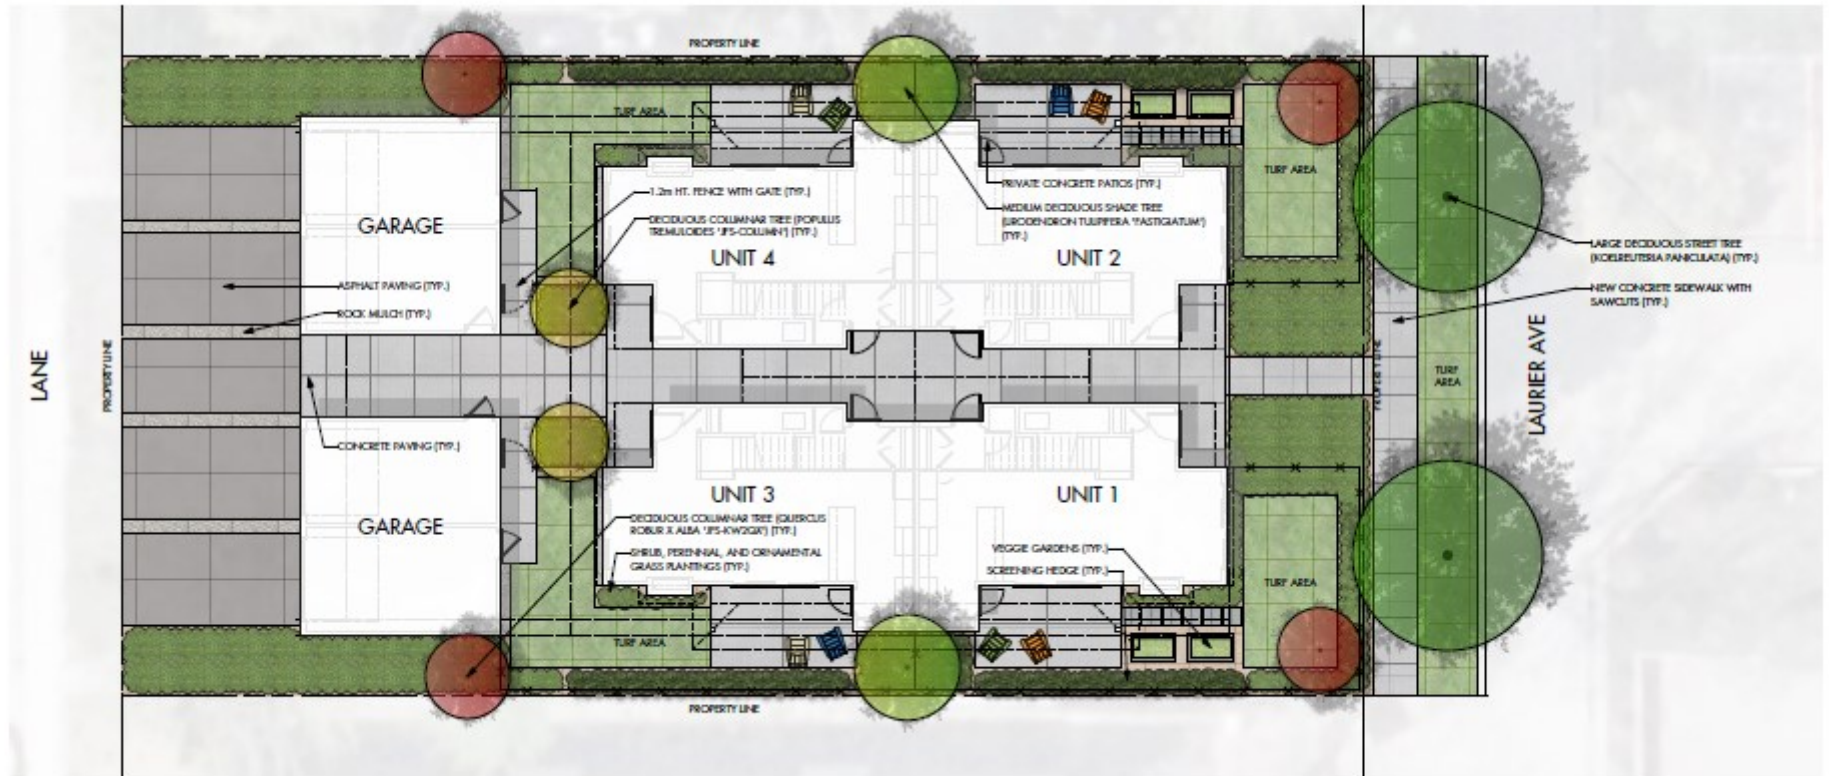 PROPERTY LINE
TURF AREA
TURF AREA
GARAGE
1.2m HT. FENCE WITH GATE (TYP.)
DECIDUOUS COLUMNAR TREE (POPULUS
TREMULOIDES 'JFS-COLUMN') (TYP.)
UNIT 4
PRIVATE CONCRETE PATIOS (TYP.)
MEDIUM DECIDUOUS SHADE TREE
(LIRIODENDRON TULIPIFERA 'FASTIGIATUM')
(TYP.)
UNIT 2
LARGE DECIDUOUS STREET TREE
(KOELREUTERIA PANICULATA) (TYP.)
NEW CONCRETE SIDEWALK WITH
SAWCUTS (TYP.)
ASPHALT PAVING (TYP.)
ROCK MULCH (TYP.)
LANE
PROPERTY LINE
PROPERTY LINE
TURF
AREA
LAURIER AVE
CONCRETE PAVING (TYP.)
GARAGE
UNIT 3
DECIDUOUS COLUMNAR TREE (QUERCUS
ROBUR X ALBA 'JFS-KW2QX') (TYP.)
SHRUB, PERENNIAL, AND ORNAMENTAL
GRASS PLANTINGS (TYP.)
UNIT 1
VEGGIE GARDENS (TYP.)
SCREENING HEDGE (TYP.)
TURF AREA
TURF AREA
PROPERTY LINE